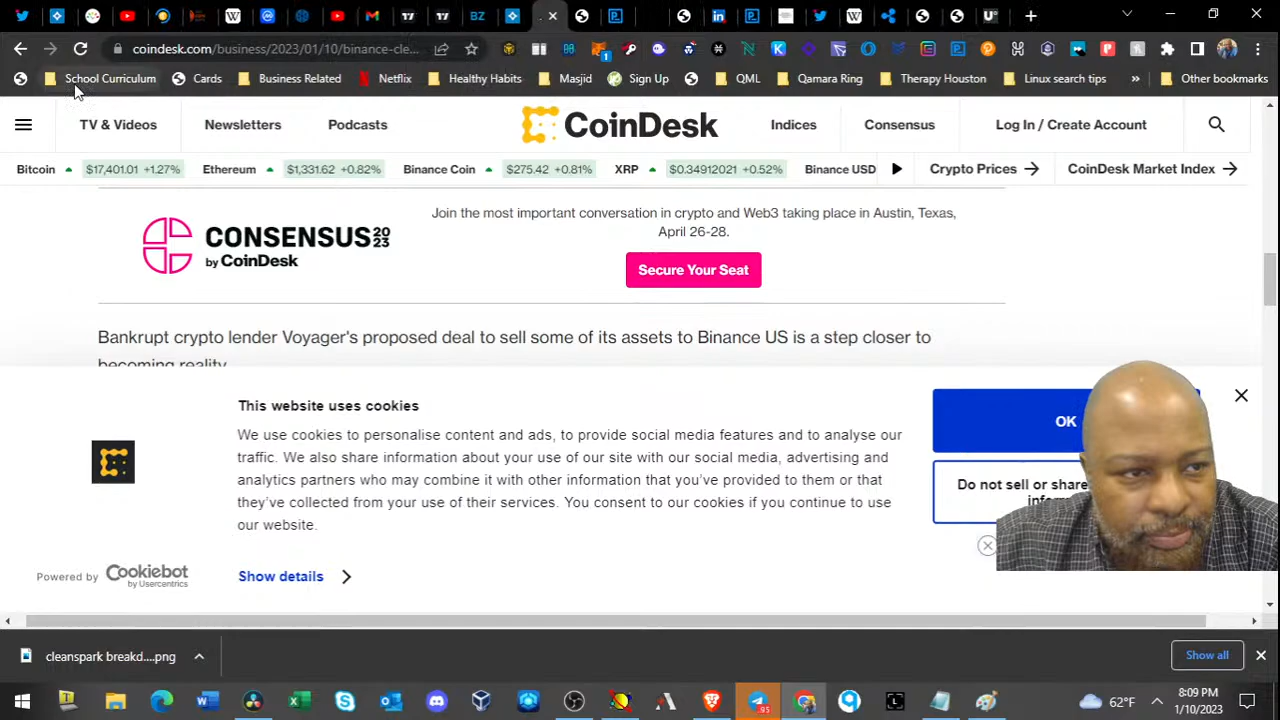 BZ
coindesk.com/business/2023/01/10/binance-cle...
School Curriculum
Cards
Business Related
Netflix
Healthy Habits
Masjid
Sign Up
QML
Qamara Ring
Therapy Houston
Linux search tips
»
Other bookmarks
TV & Videos
Newsletters
Podcasts
CoinDesk
Indices
Consensus
Log In / Create Account
Bitcoin $17,401.01 +1.27%
Ethereum $1,331.62 +0.82%
Binance Coin $275.42 +0.81%
XRP $0.34912021 +0.52%
Binance USD
Crypto Prices
CoinDesk Market Index
CONSENSUS 2023
by CoinDesk
Join the most important conversation in crypto and Web3 taking place in Austin, Texas,
April 26-28.
Secure Your Seat
Bankrupt crypto lender Voyager's proposed deal to sell some of its assets to Binance US is a step closer to
becoming reality
This website uses cookies
We use cookies to personalise content and ads, to provide social media features and to analyse our
traffic. We also share information about your use of our site with our social media, advertising and
analytics partners who may combine it with other information that you've provided to them or that
they've collected from your use of their services. You consent to our cookies if you continue to use
our website.
OK
Do not sell or share
Powered by Cookiebot
by Usercentrics
Show details
cleanspark breakd....png
Show all
95
62°F
8:09 PM
1/10/2023